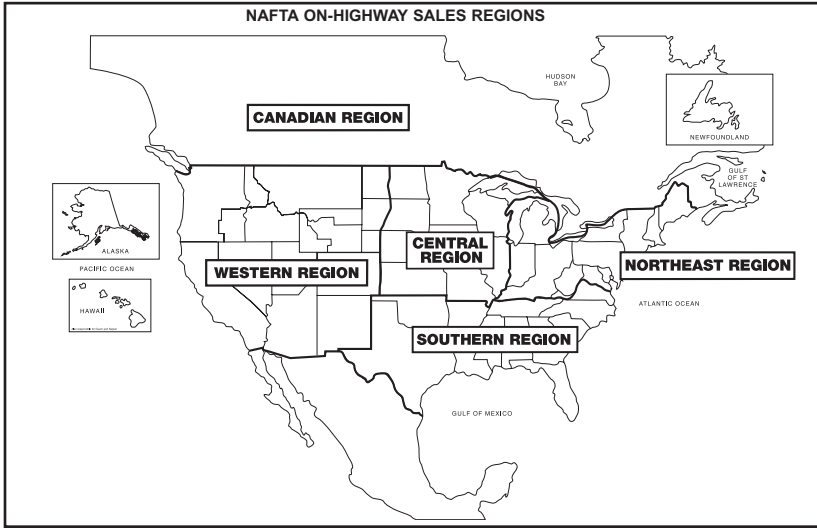 NAFTA ON-HIGHWAY SALES REGIONS
HUDSON
BAY
CANADIAN REGION
NEWFOUNDLAND
GULF
OF ST
LAWRENCE
ALASKA
PACIFIC OCEAN
CENTRAL
REGION
WESTERN REGION
NORTHEAST REGION
HAWAII
ATLANTIC OCEAN
SOUTHERN REGION
GULF OF MEXICO